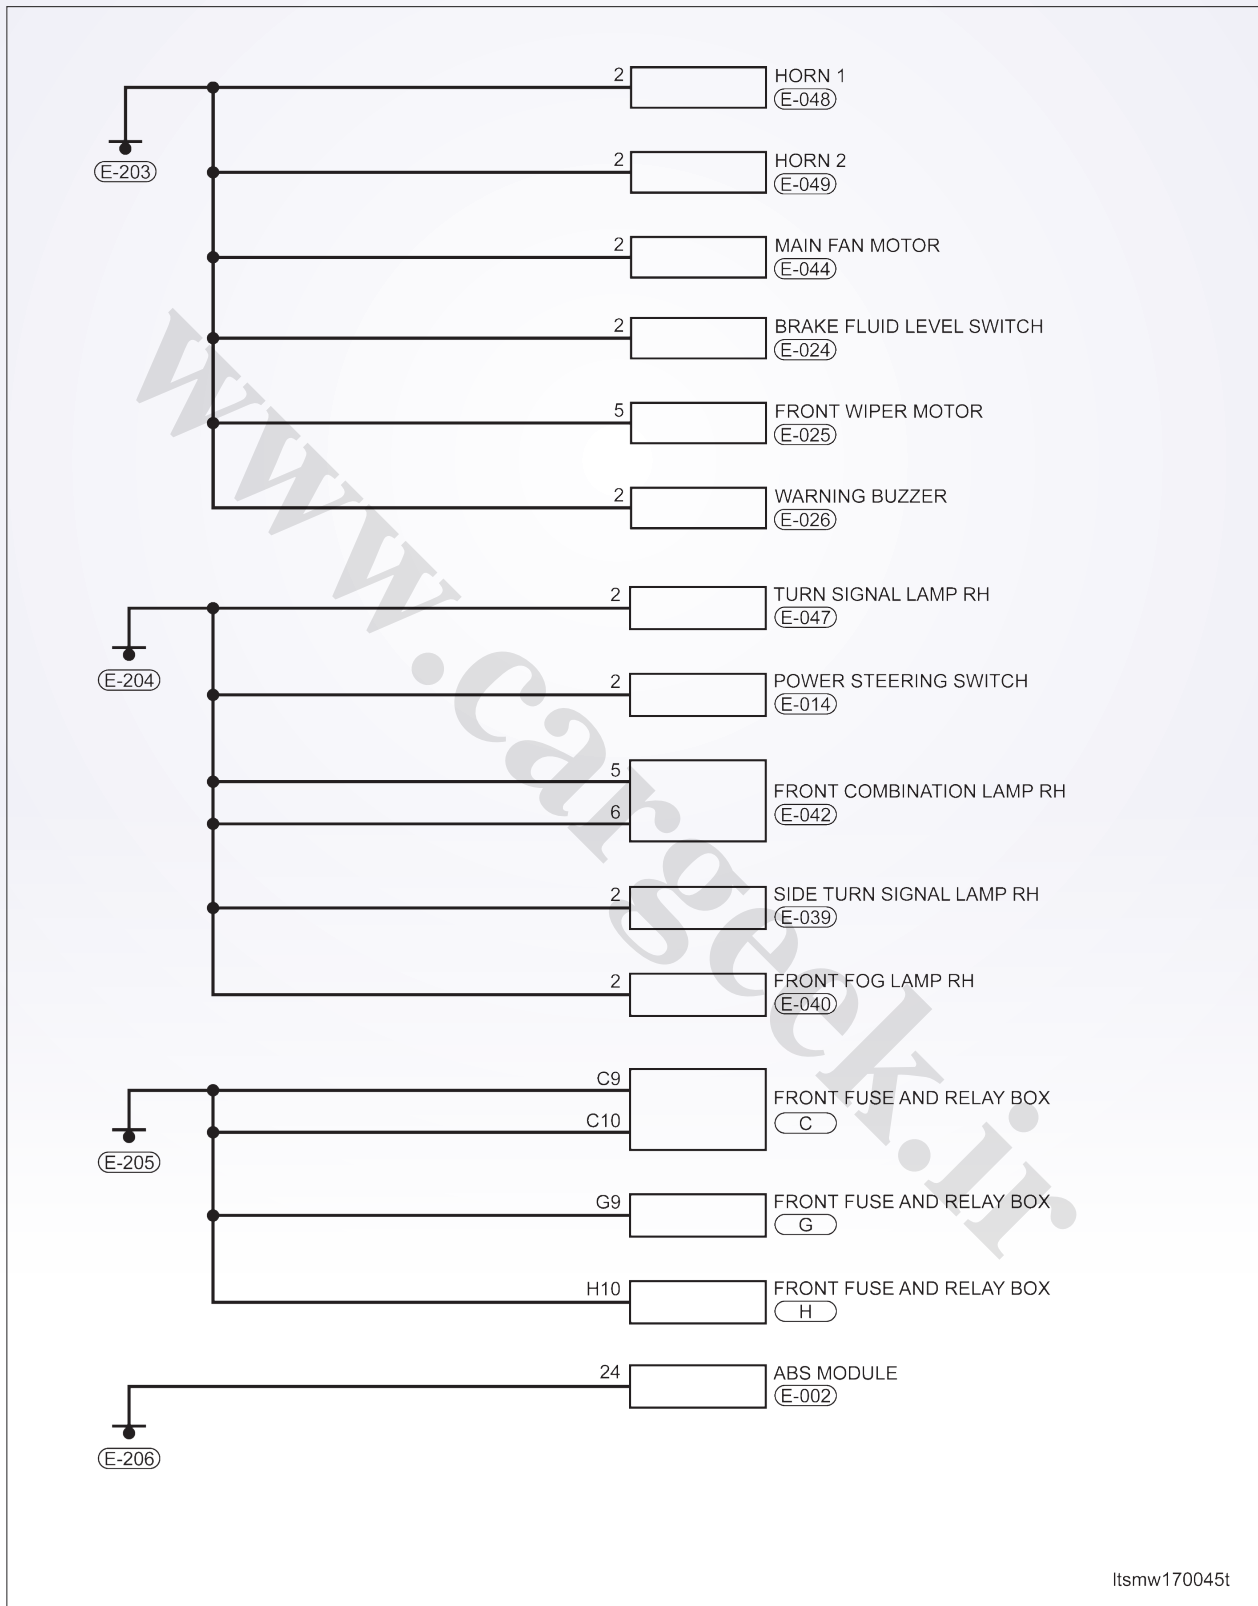 2 HORN 1
E-048
E-203
2 HORN 2
E-049
2 MAIN FAN MOTOR
E-044
2 BRAKE FLUID LEVEL SWITCH
E-024
5 FRONT WIPER MOTOR
E-025
2 WARNING BUZZER
E-026
2 TURN SIGNAL LAMP RH
E-047
E-204
2 POWER STEERING SWITCH
E-014
5
FRONT COMBINATION LAMP RH
6
E-042
2 SIDE TURN SIGNAL LAMP RH
E-039
2 FRONT FOG LAMP RH
E-040
C9
FRONT FUSE AND RELAY BOX
C10
C
E-205
G9 FRONT FUSE AND RELAY BOX
G
H10 FRONT FUSE AND RELAY BOX
H
24 ABS MODULE
E-002
E-206
www.cargeek.ir
ltsmw170045t